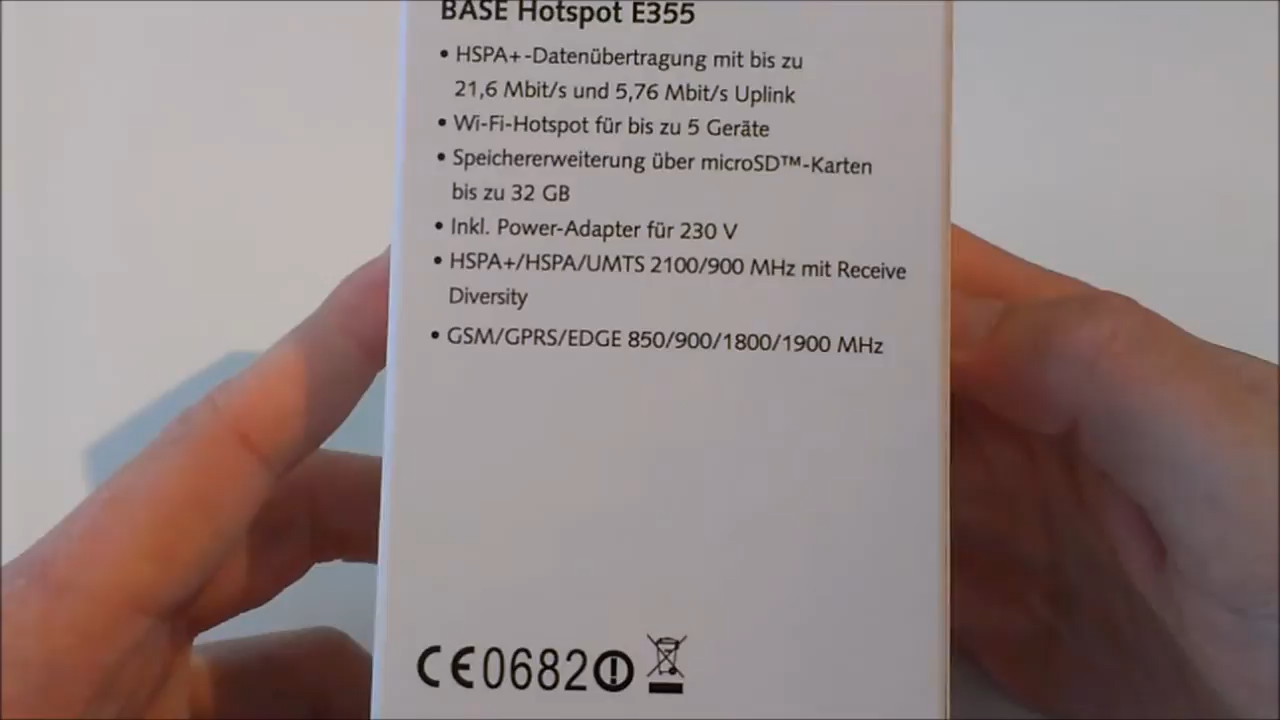 BASE Hotspot E355
• HSPA+-Datenübertragung mit bis zu
21,6 Mbit/s und 5,76 Mbit/s Uplink
• Wi-Fi-Hotspot für bis zu 5 Geräte
• Speichererweiterung über microSD™-Karten
bis zu 32 GB
• Inkl. Power-Adapter für 230 V
• HSPA+/HSPA/UMTS 2100/900 MHz mit Receive
Diversity
• GSM/GPRS/EDGE 850/900/1800/1900 MHz
CE0682